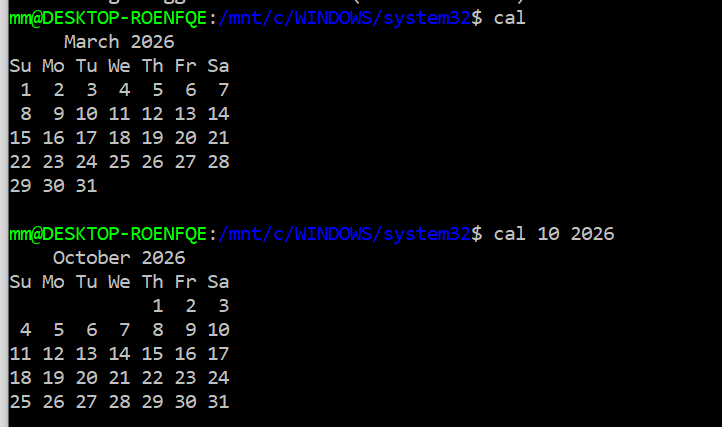 mm@DESKTOP-ROENFQE:/mnt/c/WINDOWS/system32$ cal
     March 2026
Su Mo Tu We Th Fr Sa
 1  2  3  4  5  6  7
 8  9 10 11 12 13 14
15 16 17 18 19 20 21
22 23 24 25 26 27 28
29 30 31
mm@DESKTOP-ROENFQE:/mnt/c/WINDOWS/system32$ cal 10 2026
    October 2026
Su Mo Tu We Th Fr Sa
             1  2  3
 4  5  6  7  8  9 10
11 12 13 14 15 16 17
18 19 20 21 22 23 24
25 26 27 28 29 30 31